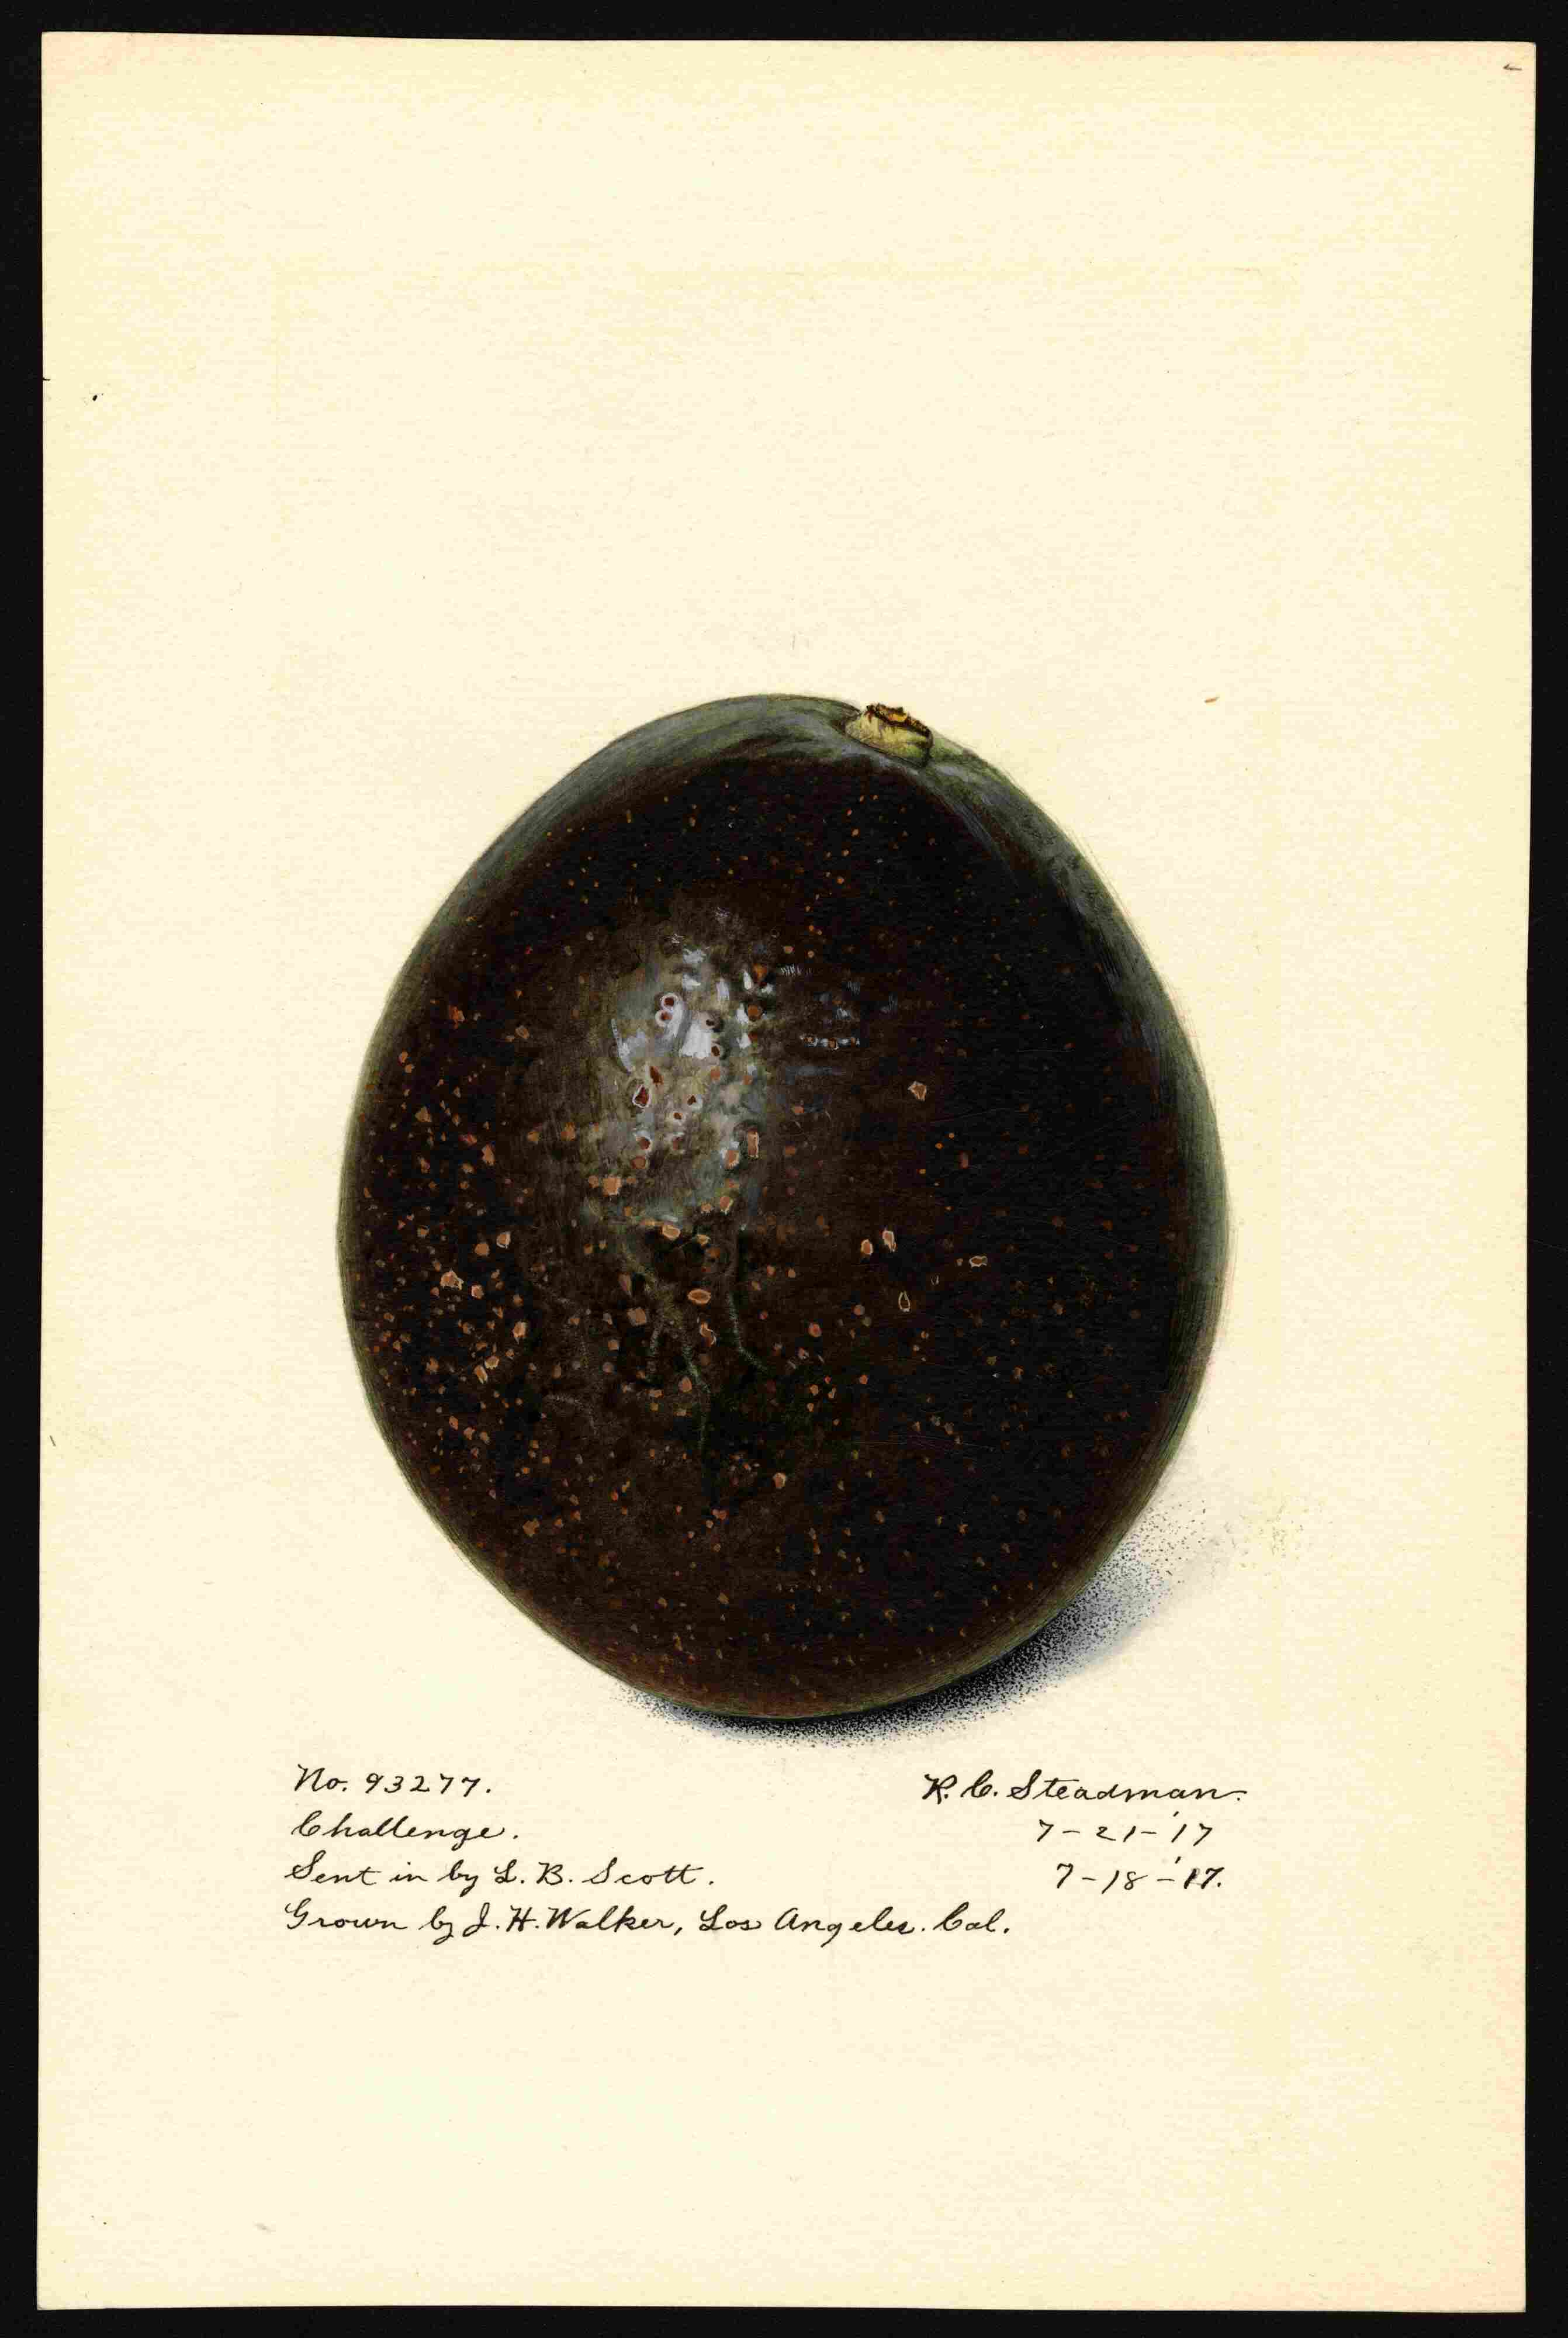 No. 93277.
Challenge.
Sent in by L. B. Scott.
Grown by J. H. Walker, Los Angeles. Cal.
R. C. Steadman.
7-21-'17
7-18-'17.